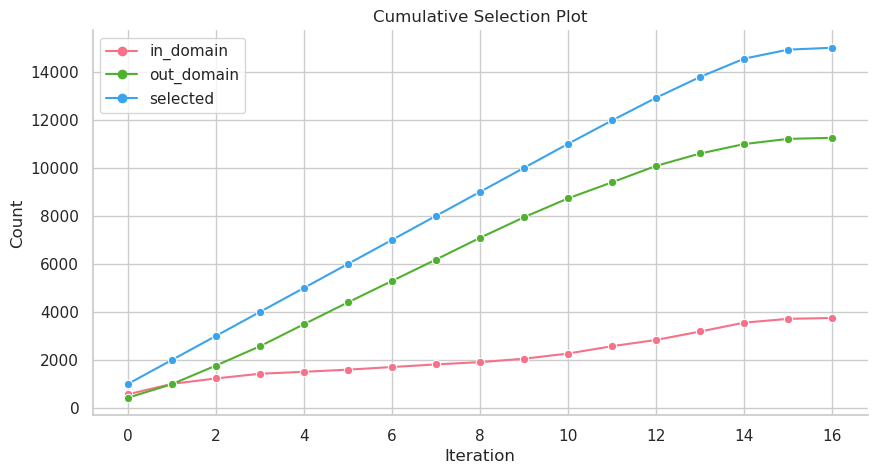 Cumulative Selection Plot
in_domain
out_domain
selected
14000
12000
10000
8000
6000
4000
2000
0
Count
0 2 4 6 8 10 12 14 16
Iteration